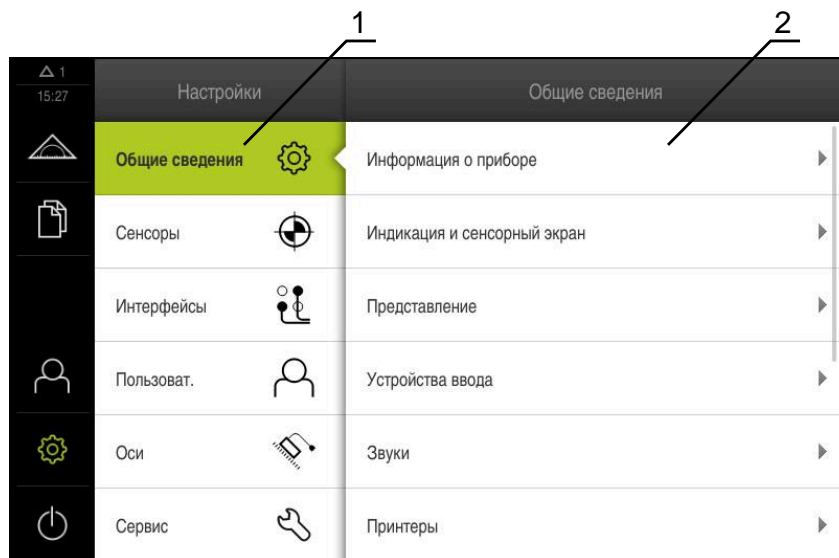 1
2
1
15:27
Настройки
Общие сведения
Общие сведения
Информация о приборе
Сенсоры
Индикация и сенсорный экран
Интерфейсы
Представление
Пользоват.
Устройства ввода
Оси
Звуки
Сервис
Принтеры